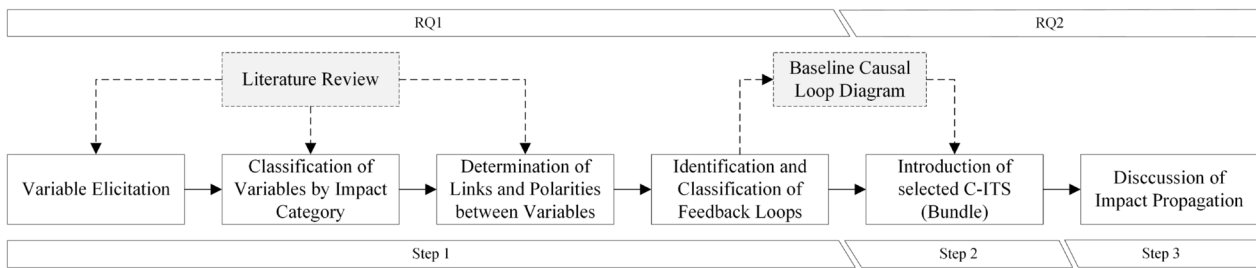 RQ1
RQ2
Literature Review
Baseline Causal
Loop Diagram
Variable Elicitation
Classification of
Variables by Impact
Category
Determination of
Links and Polarities
between Variables
Identification and
Classification of
Feedback Loops
Introduction of
selected C-ITS
(Bundle)
Disccussion of
Impact Propagation
Step 1
Step 2
Step 3